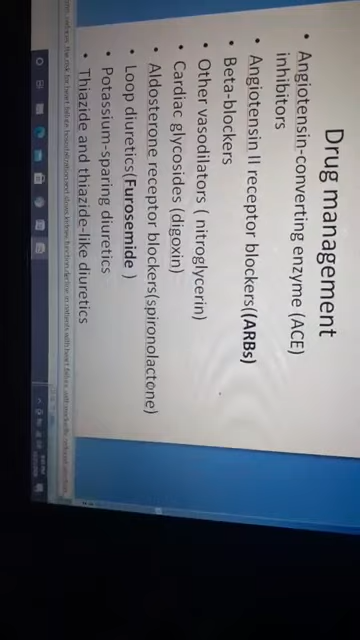 Drug management
• Angiotensin-converting enzyme (ACE)
inhibitors
• Angiotensin II receptor blockers((ARBs)
• Beta-blockers
• Other vasodilators ( nitroglycerin)
• Cardiac glycosides (digoxin)
• Aldosterone receptor blockers(spironolactone)
• Loop diuretics(Furosemide )
• Potassium-sparing diuretics
• Thiazide and thiazide-like diuretics